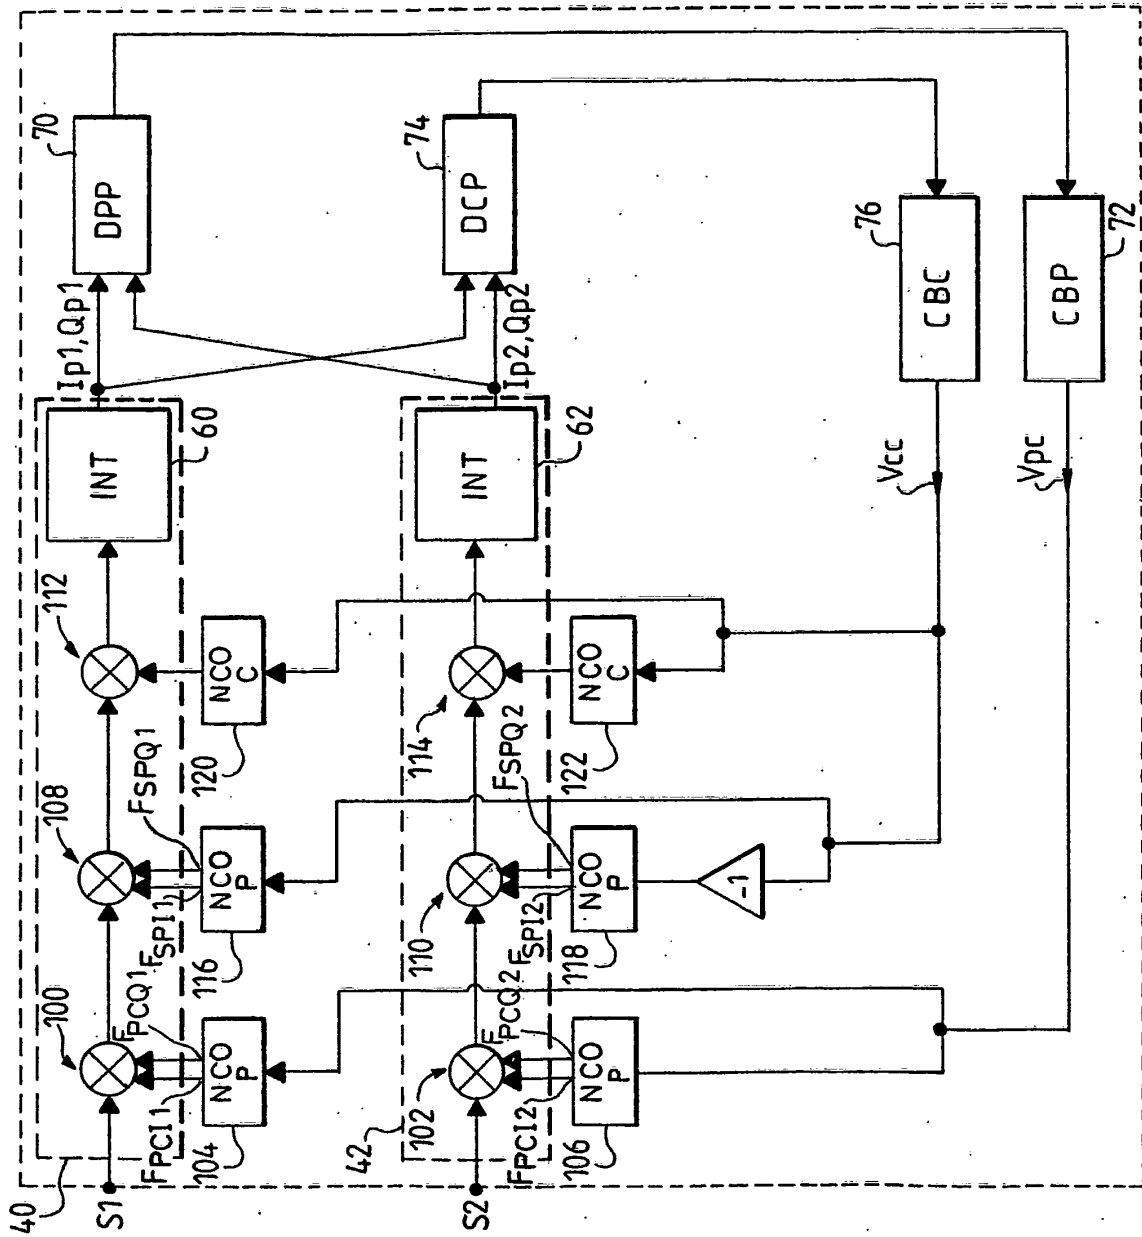 40
S1
100
FPCI1
FPCQ1
104
NCO
P
108
FSPI1
FSPQ1
116
NCO
P
112
120
NCO
C
INT
60
Ip1,Qp1
70
DPP
42
S2
102
FPCI2
FPCQ2
106
NCO
P
110
FSPI2
FSPQ2
118
NCO
P
-1
114
122
NCO
C
INT
62
Ip2,Qp2
74
DCP
Vcc
76
CBC
Vpc
CBP
72